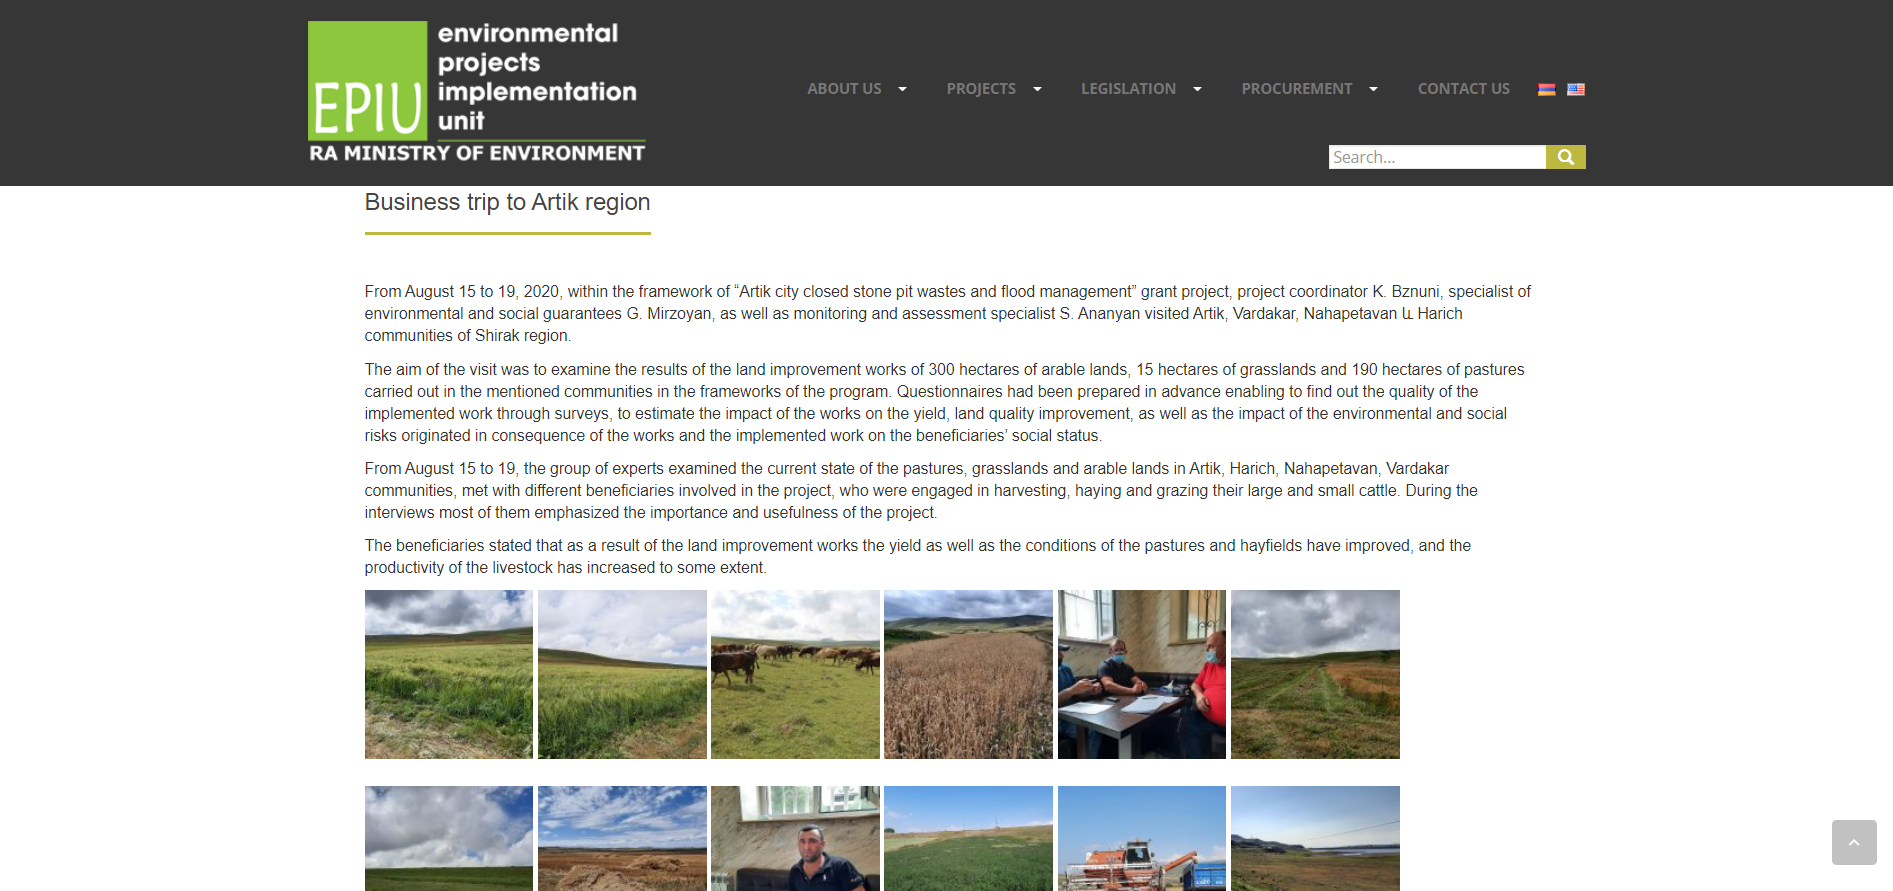 environmental
projects
implementation
unit
EPIU
RA MINISTRY OF ENVIRONMENT
ABOUT US
PROJECTS
LEGISLATION
PROCUREMENT
CONTACT US
Search...
Business trip to Artik region
From August 15 to 19, 2020, within the framework of “Artik city closed stone pit wastes and flood management” grant project, project coordinator K. Bznuni, specialist of
environmental and social guarantees G. Mirzoyan, as well as monitoring and assessment specialist S. Ananyan visited Artik, Vardakar, Nahapetavan և Harich
communities of Shirak region.
The aim of the visit was to examine the results of the land improvement works of 300 hectares of arable lands, 15 hectares of grasslands and 190 hectares of pastures
carried out in the mentioned communities in the frameworks of the program. Questionnaires had been prepared in advance enabling to find out the quality of the
implemented work through surveys, to estimate the impact of the works on the yield, land quality improvement, as well as the impact of the environmental and social
risks originated in consequence of the works and the implemented work on the beneficiaries’ social status.
From August 15 to 19, the group of experts examined the current state of the pastures, grasslands and arable lands in Artik, Harich, Nahapetavan, Vardakar
communities, met with different beneficiaries involved in the project, who were engaged in harvesting, haying and grazing their large and small cattle. During the
interviews most of them emphasized the importance and usefulness of the project.
The beneficiaries stated that as a result of the land improvement works the yield as well as the conditions of the pastures and hayfields have improved, and the
productivity of the livestock has increased to some extent.